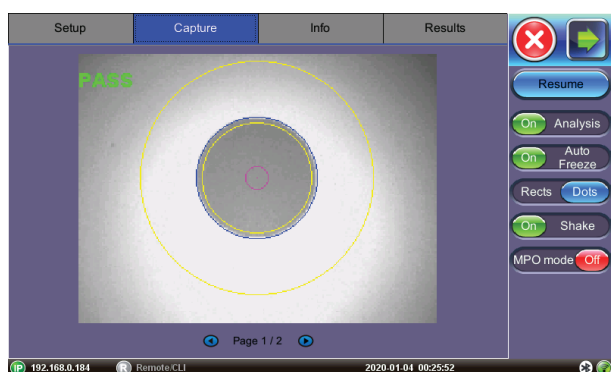 Setup Capture Info Results
PASS
Resume
On Analysis
On Auto Freeze
Rects Dots
On Shake
MPO mode Off
Page 1 / 2
IP 192.168.0.184 R Remote/CLI 2020-01-04 00:25:52